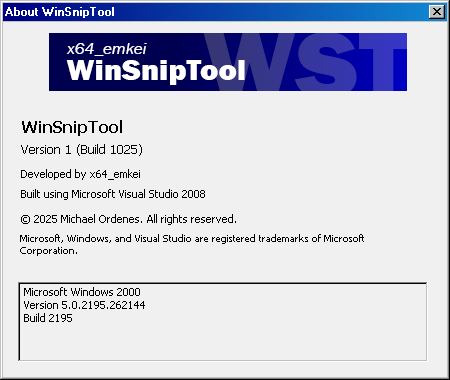 About WinSnipTool
WST
x64_emkei
WinSnipTool
WinSnipTool
Version 1 (Build 1025)
Developed by x64_emkei
Built using Microsoft Visual Studio 2008
© 2025 Michael Ordenes. All rights reserved.
Microsoft, Windows, and Visual Studio are registered trademarks of Microsoft
Corporation.
Microsoft Windows 2000
Version 5.0.2195.262144
Build 2195